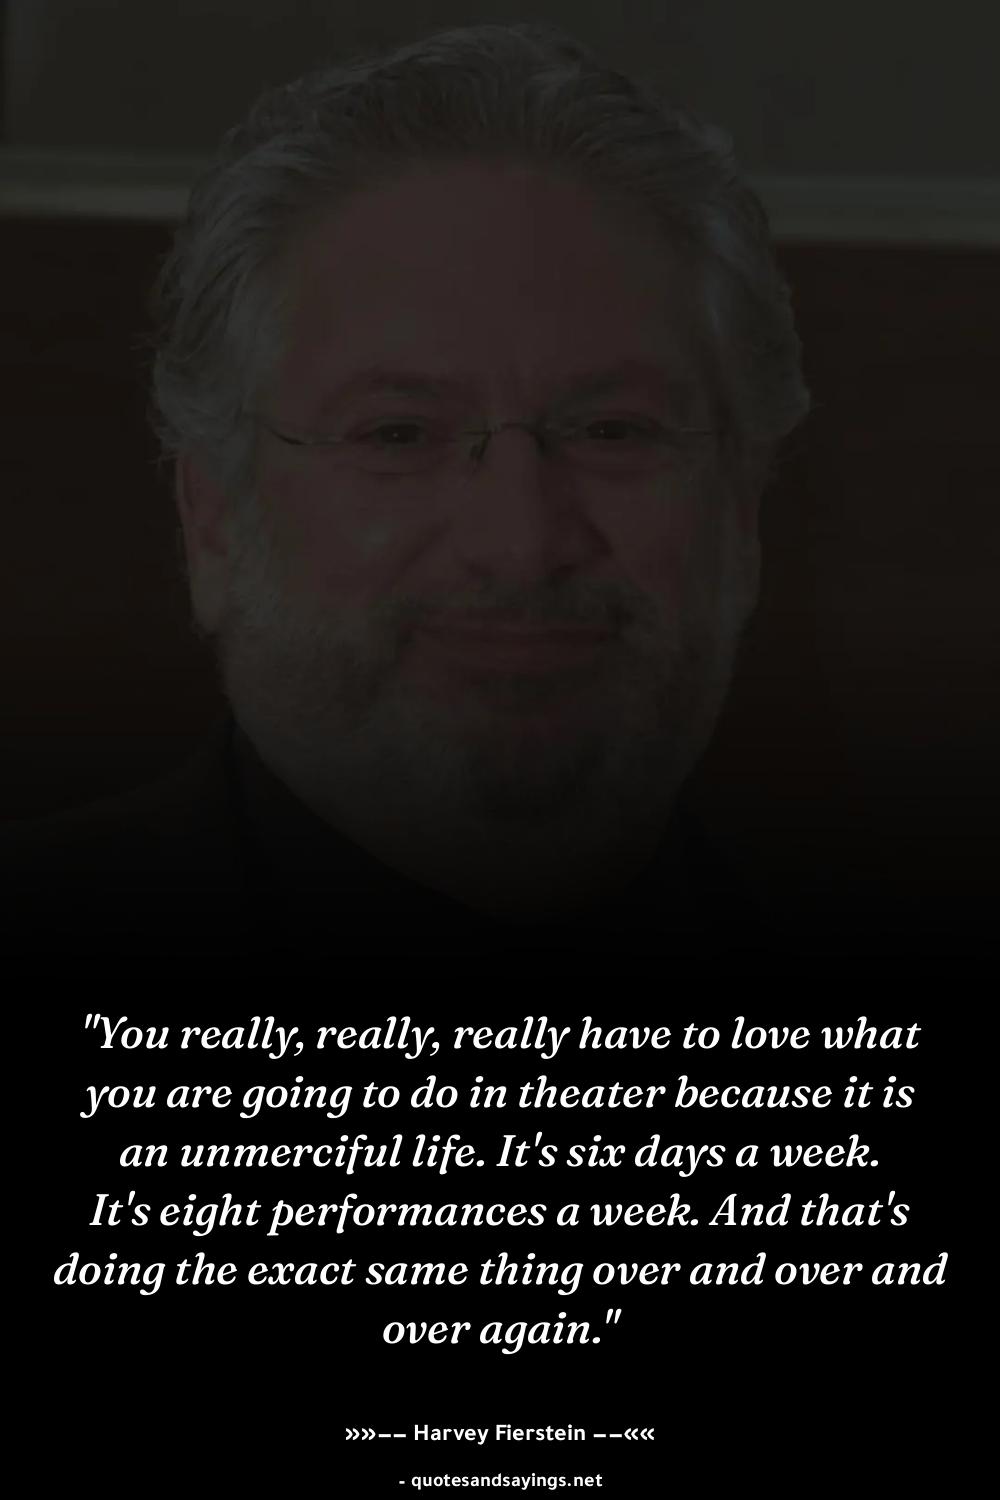 "You really, really, really have to love what
you are going to do in theater because it is
an unmerciful life. It's six days a week.
It's eight performances a week. And that's
doing the exact same thing over and over and
over again."
»»–– Harvey Fierstein ––««
- quotesandsayings.net